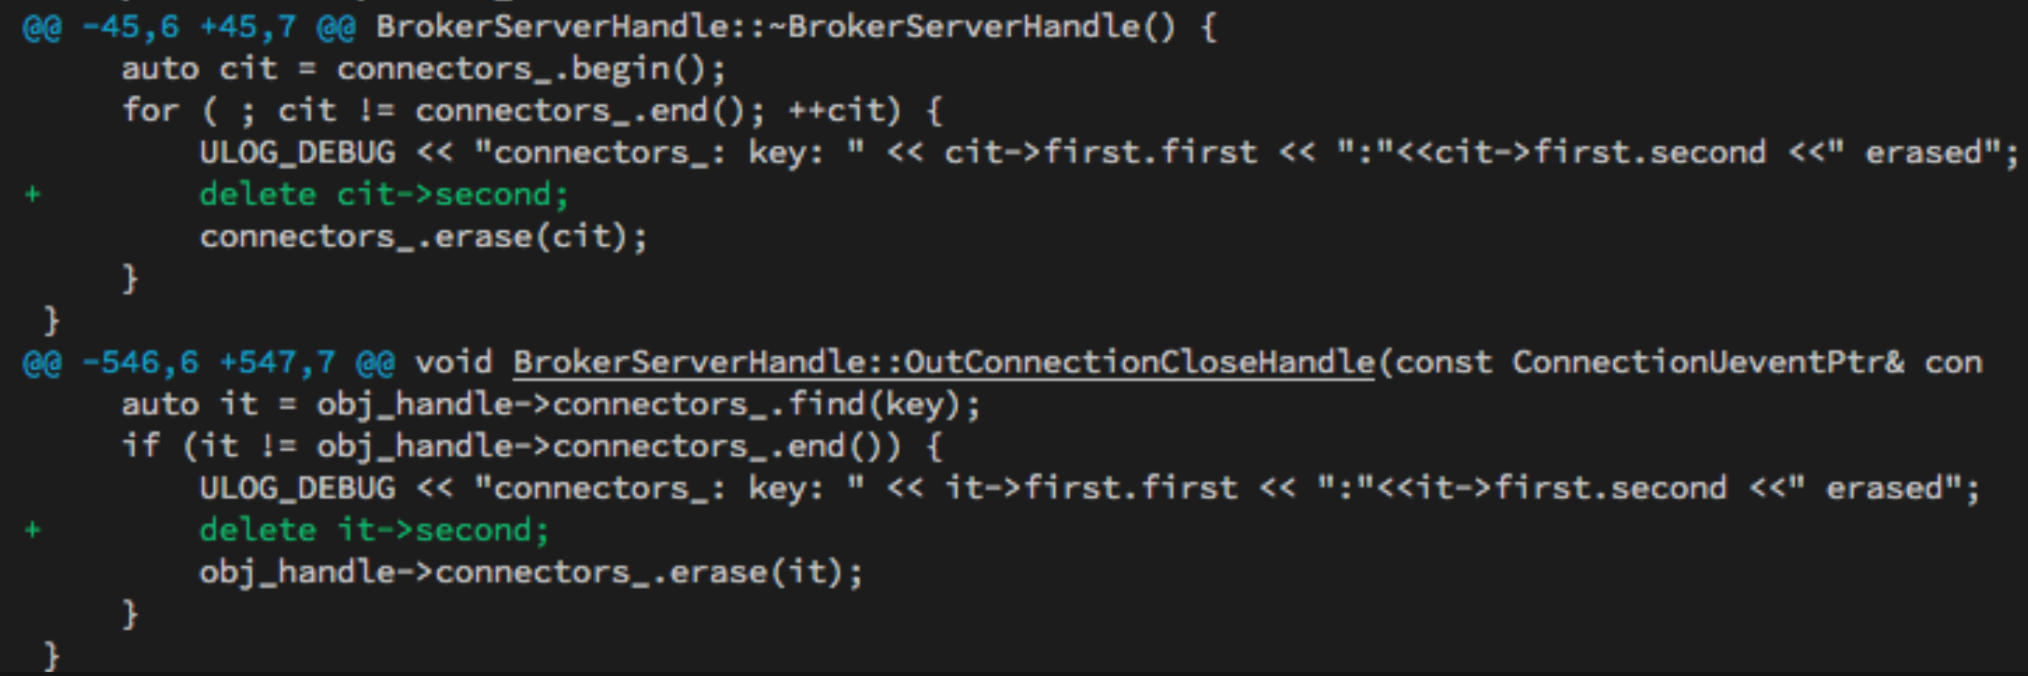 @@ -45,6 +45,7 @@ BrokerServerHandle::~BrokerServerHandle() {
     auto cit = connectors_.begin();
     for ( ; cit != connectors_.end(); ++cit) {
         ULOG_DEBUG << "connectors_: key: " << cit->first.first << ":"<<cit->first.second <<" erased";
+        delete cit->second;
         connectors_.erase(cit);
     }
 }
@@ -546,6 +547,7 @@ void BrokerServerHandle::OutConnectionCloseHandle(const ConnectionUeventPtr& con
     auto it = obj_handle->connectors_.find(key);
     if (it != obj_handle->connectors_.end()) {
         ULOG_DEBUG << "connectors_: key: " << it->first.first << ":"<<it->first.second <<" erased";
+        delete it->second;
         obj_handle->connectors_.erase(it);
     }
 }